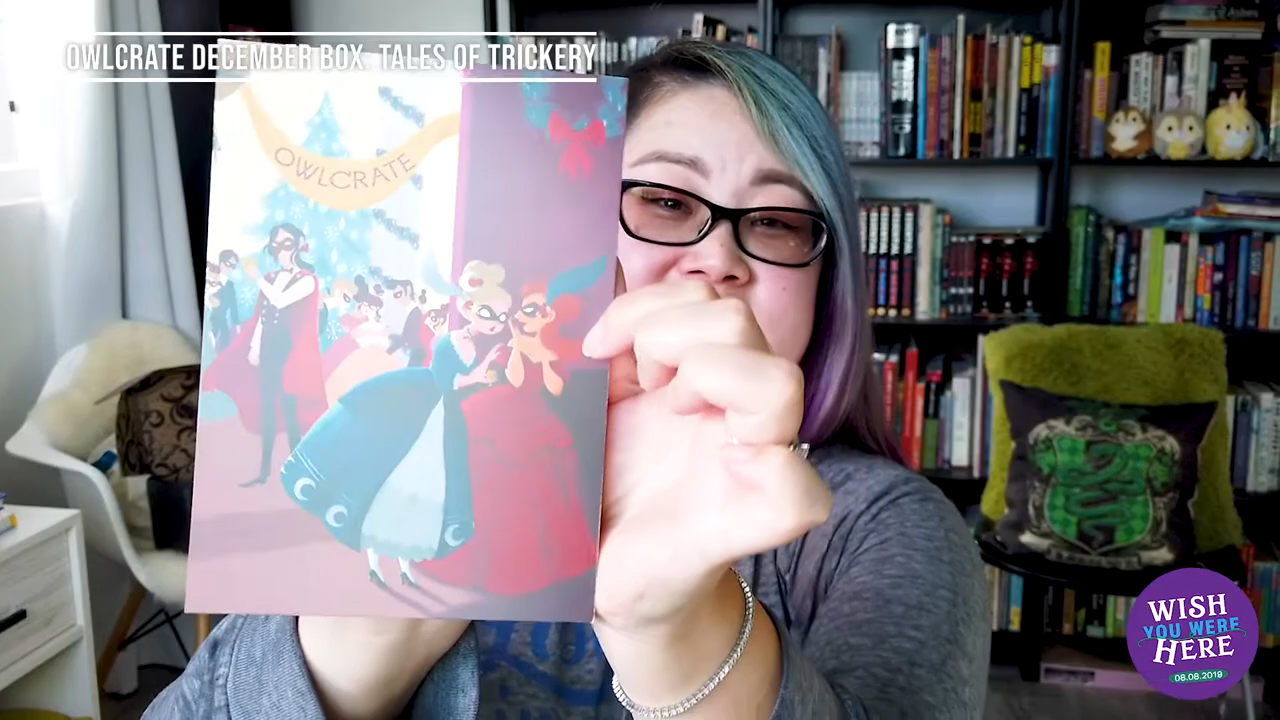 OWLCRATE DECEMBER BOX: TALES OF TRICKERY
OWLCRATE
WISH
YOU WERE
HERE
08.08.2019